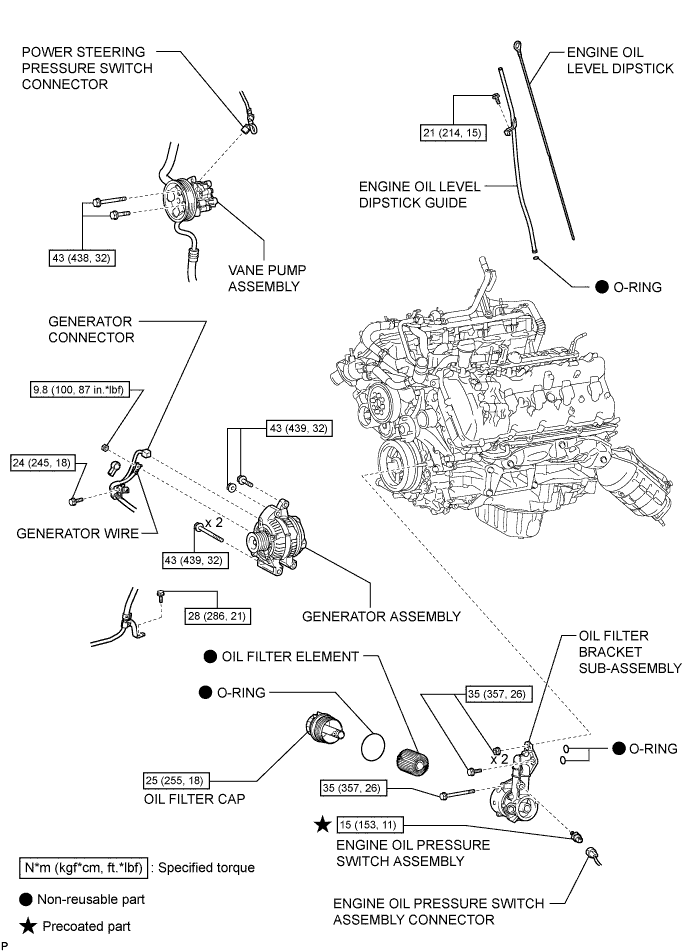 POWER STEERING
PRESSURE SWITCH
CONNECTOR
ENGINE OIL
LEVEL DIPSTICK
21 (214, 15)
ENGINE OIL LEVEL
DIPSTICK GUIDE
43 (438, 32)
VANE PUMP
ASSEMBLY
O-RING
GENERATOR
CONNECTOR
9.8 (100, 87 in.*lbf)
43 (439, 32)
24 (245, 18)
GENERATOR WIRE
x 2
43 (439, 32)
28 (286, 21)
GENERATOR ASSEMBLY
OIL FILTER
BRACKET
SUB-ASSEMBLY
OIL FILTER ELEMENT
O-RING
35 (357, 26)
x 2
O-RING
25 (255, 18)
OIL FILTER CAP
35 (357, 26)
15 (153, 11)
ENGINE OIL PRESSURE
SWITCH ASSEMBLY
N*m (kgf*cm, ft.*lbf) : Specified torque
Non-reusable part
ENGINE OIL PRESSURE SWITCH
ASSEMBLY CONNECTOR
Precoated part
P